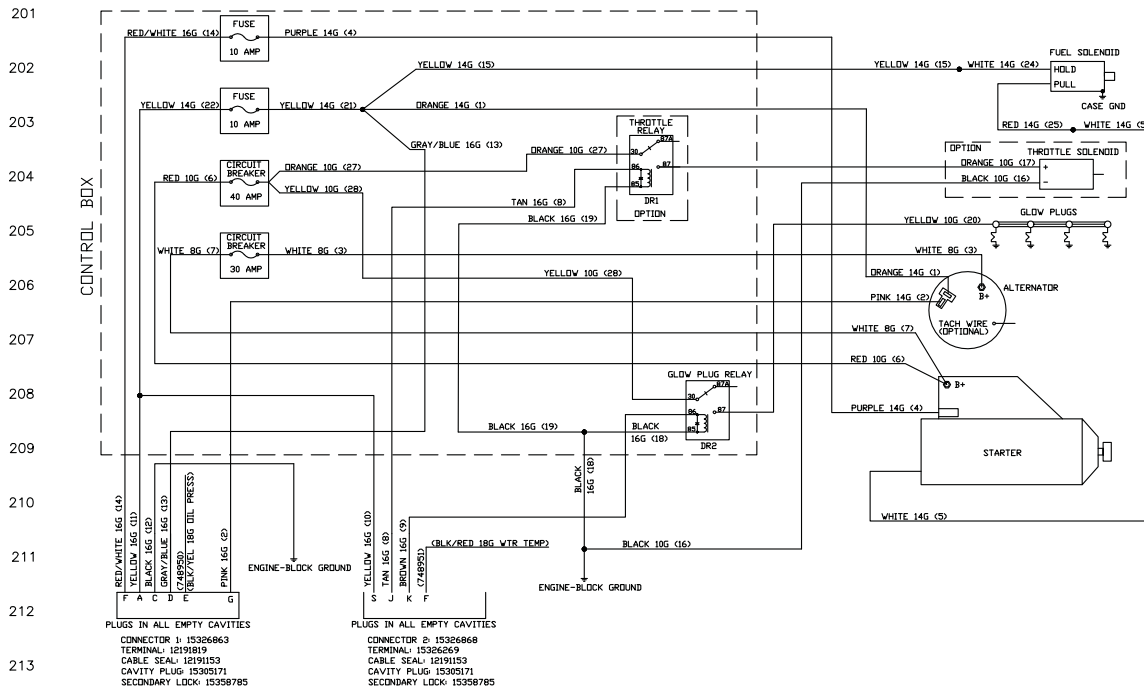 201
202
203
204
205
206
207
208
209
210
211
212
213
CONTROL BOX
RED/WHITE 16G (14)
FUSE
10 AMP
PURPLE 14G (4)
YELLOW 14G (15)
YELLOW 14G (15)
WHITE 14G (24)
FUEL SOLENOID
HOLD
PULL
CASE GND
YELLOW 14G (22)
FUSE
10 AMP
YELLOW 14G (21)
ORANGE 14G (1)
RED 14G (25)
WHITE 14G (5
GRAY/BLUE 16G (13)
THROTTLE
RELAY
87A
30
87
86
85
DR1
OPTION
ORANGE 10G (27)
OPTION
THROTTLE SOLENOID
ORANGE 10G (17)
+
BLACK 10G (16)
-
RED 10G (6)
CIRCUIT
BREAKER
40 AMP
ORANGE 10G (27)
YELLOW 10G (28)
TAN 16G (8)
BLACK 16G (19)
YELLOW 10G (20)
GLOW PLUGS
WHITE 8G (7)
CIRCUIT
BREAKER
30 AMP
WHITE 8G (3)
WHITE 8G (3)
YELLOW 10G (28)
ORANGE 14G (1)
PINK 14G (2)
B+
ALTERNATOR
TACH WIRE
(OPTIONAL)
WHITE 8G (7)
RED 10G (6)
GLOW PLUG RELAY
87A
30
86
87
85
DR2
B+
PURPLE 14G (4)
STARTER
BLACK 16G (19)
BLACK
16G (18)
BLACK
16G (18)
WHITE 14G (5)
BLACK 10G (16)
ENGINE-BLOCK GROUND
ENGINE-BLOCK GROUND
RED/WHITE 16G (14)
YELLOW 16G (11)
BLACK 16G (12)
GRAY/BLUE 16G (13)
(748950)
(BLK/YEL 18G OIL PRESS)
PINK 16G (2)
F A C D E G
PLUGS IN ALL EMPTY CAVITIES
CONNECTOR 1: 15326863
TERMINAL: 12191819
CABLE SEAL: 12191153
CAVITY PLUG: 15305171
SECONDARY LOCK: 15358785
YELLOW 16G (10)
TAN 16G (8)
BROWN 16G (9)
(748951)
(BLK/RED 18G WTR TEMP)
S J K F
PLUGS IN ALL EMPTY CAVITIES
CONNECTOR 2: 15326868
TERMINAL: 15326269
CABLE SEAL: 12191153
CAVITY PLUG: 15305171
SECONDARY LOCK: 15358785